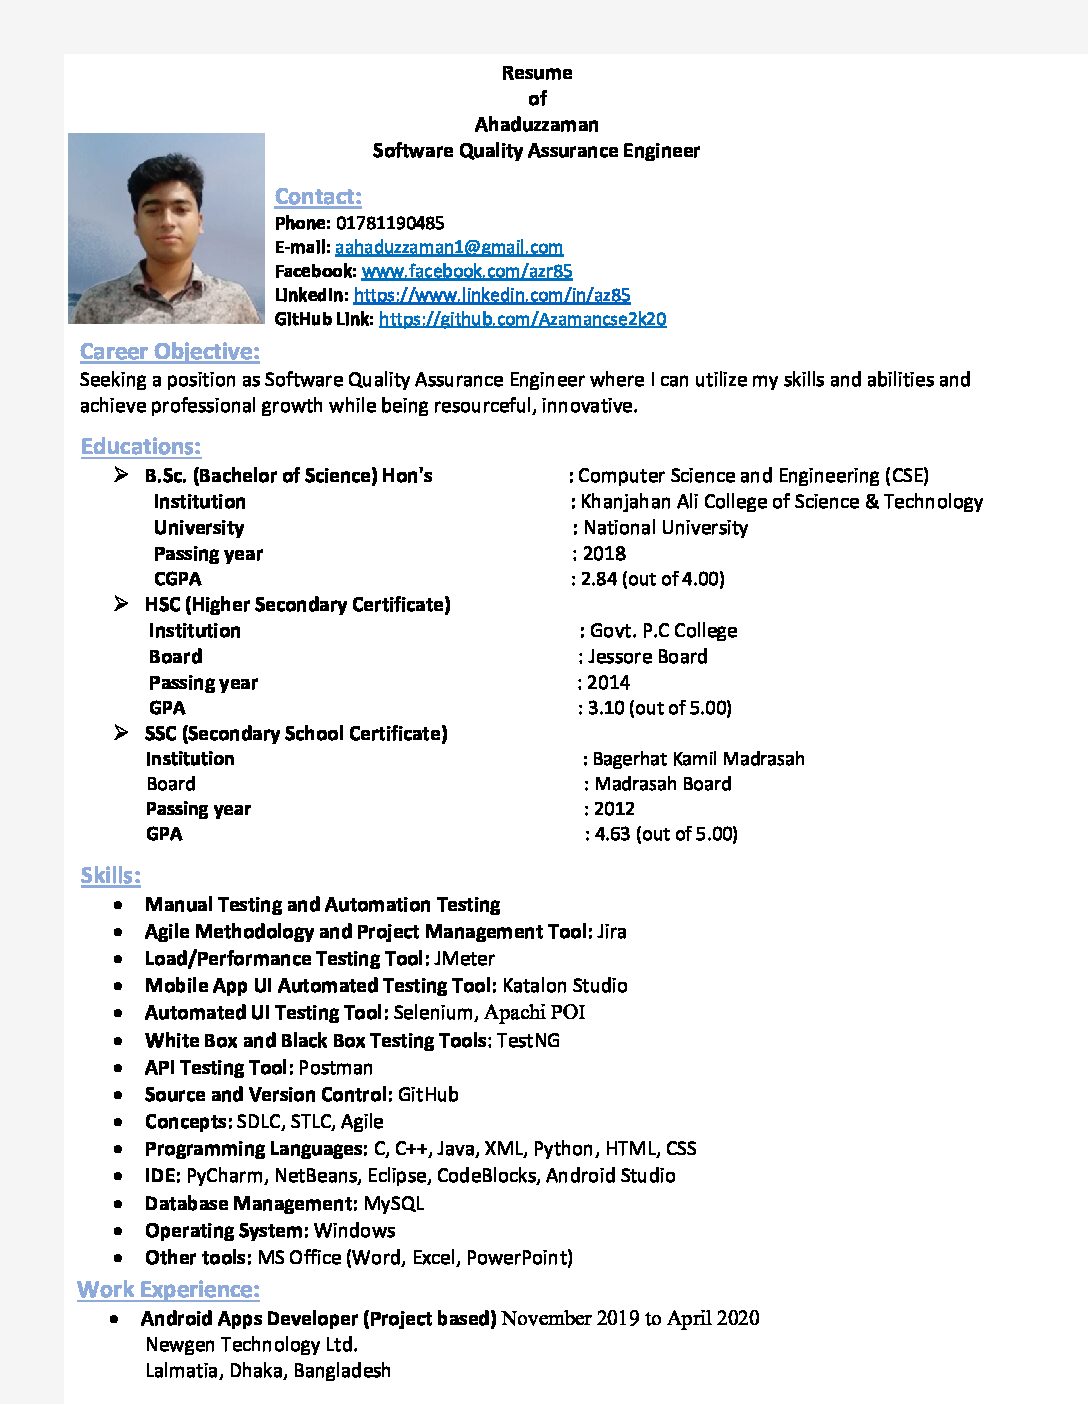 Resume
of
Ahaduzzaman
Software Quality Assurance Engineer
Contact:
Phone: 01781190485
E-mail: aahaduzzaman1@gmail.com
Facebook: www.facebook.com/azr85
LinkedIn: https://www.linkedin.com/in/az85
GitHub Link: https://github.com/Azamancse2k20
Career Objective:
Seeking a position as Software Quality Assurance Engineer where I can utilize my skills and abilities and
achieve professional growth while being resourceful, innovative.
Educations:
➢ B.Sc. (Bachelor of Science) Hon's : Computer Science and Engineering (CSE)
Institution : Khanjahan Ali College of Science & Technology
University : National University
Passing year : 2018
CGPA : 2.84 (out of 4.00)
➢ HSC (Higher Secondary Certificate)
Institution : Govt. P.C College
Board : Jessore Board
Passing year : 2014
GPA : 3.10 (out of 5.00)
➢ SSC (Secondary School Certificate)
Institution : Bagerhat Kamil Madrasah
Board : Madrasah Board
Passing year : 2012
GPA : 4.63 (out of 5.00)
Skills:
• Manual Testing and Automation Testing
• Agile Methodology and Project Management Tool: Jira
• Load/Performance Testing Tool: JMeter
• Mobile App UI Automated Testing Tool: Katalon Studio
• Automated UI Testing Tool: Selenium, Apachi POI
• White Box and Black Box Testing Tools: TestNG
• API Testing Tool: Postman
• Source and Version Control: GitHub
• Concepts: SDLC, STLC, Agile
• Programming Languages: C, C++, Java, XML, Python, HTML, CSS
• IDE: PyCharm, NetBeans, Eclipse, CodeBlocks, Android Studio
• Database Management: MySQL
• Operating System: Windows
• Other tools: MS Office (Word, Excel, PowerPoint)
Work Experience:
• Android Apps Developer (Project based) November 2019 to April 2020
Newgen Technology Ltd.
Lalmatia, Dhaka, Bangladesh